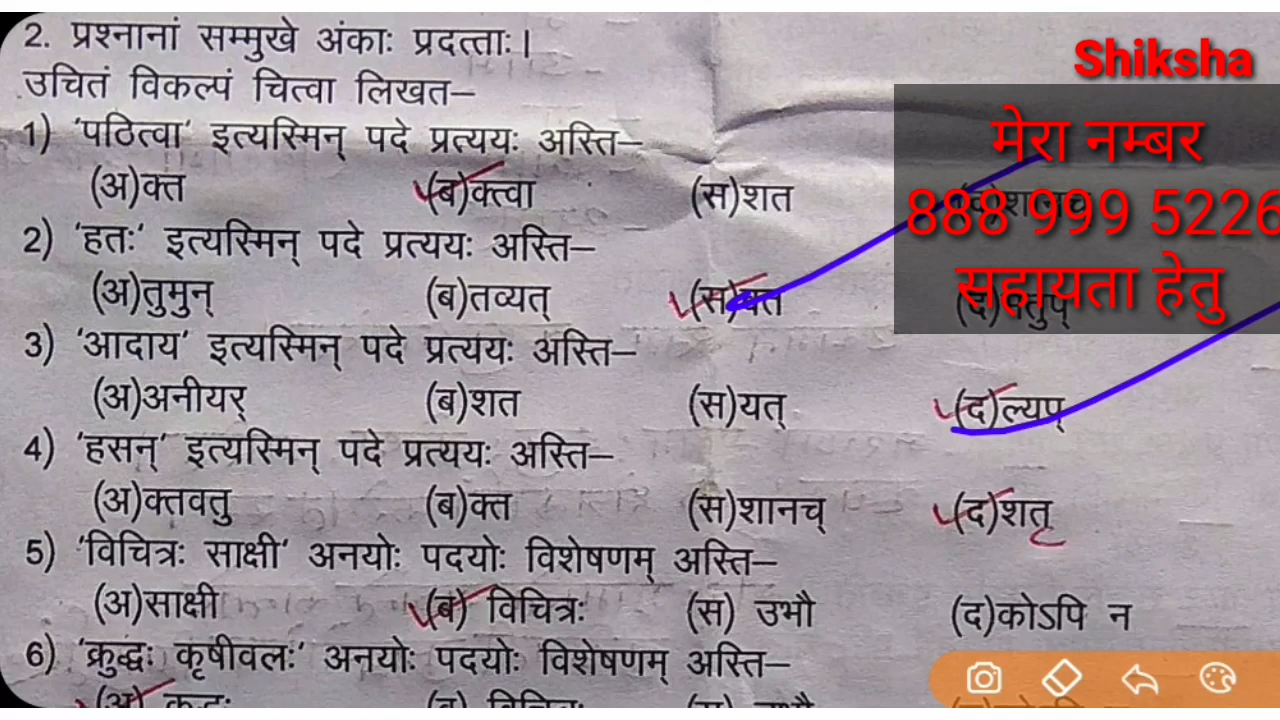 2. प्रश्नानां सम्मुखे अंकाः प्रदत्ताः।
Shiksha
उचितं विकल्पं चित्वा लिखत–
मेरा नम्बर
888 999 5226
सहायता हेतु
1) 'पठित्वा' इत्यस्मिन् पदे प्रत्ययः अस्ति–
(अ)क्त (ब)क्त्वा (स)शत
2) 'हतः' इत्यस्मिन् पदे प्रत्ययः अस्ति–
(अ)तुमुन् (ब)तव्यत् (स)क्त
3) 'आदाय' इत्यस्मिन् पदे प्रत्ययः अस्ति–
(अ)अनीयर् (ब)शत (स)यत् (द)ल्यप्
4) 'हसन्' इत्यस्मिन् पदे प्रत्ययः अस्ति–
(अ)क्तवतु (ब)क्त (स)शानच् (द)शतृ
5) 'विचित्रः साक्षी' अनयोः पदयोः विशेषणम् अस्ति–
(अ)साक्षी (ब) विचित्रः (स) उभौ (द)कोऽपि न
6) 'क्रुद्धः कृषीवलः' अनयोः पदयोः विशेषणम् अस्ति–